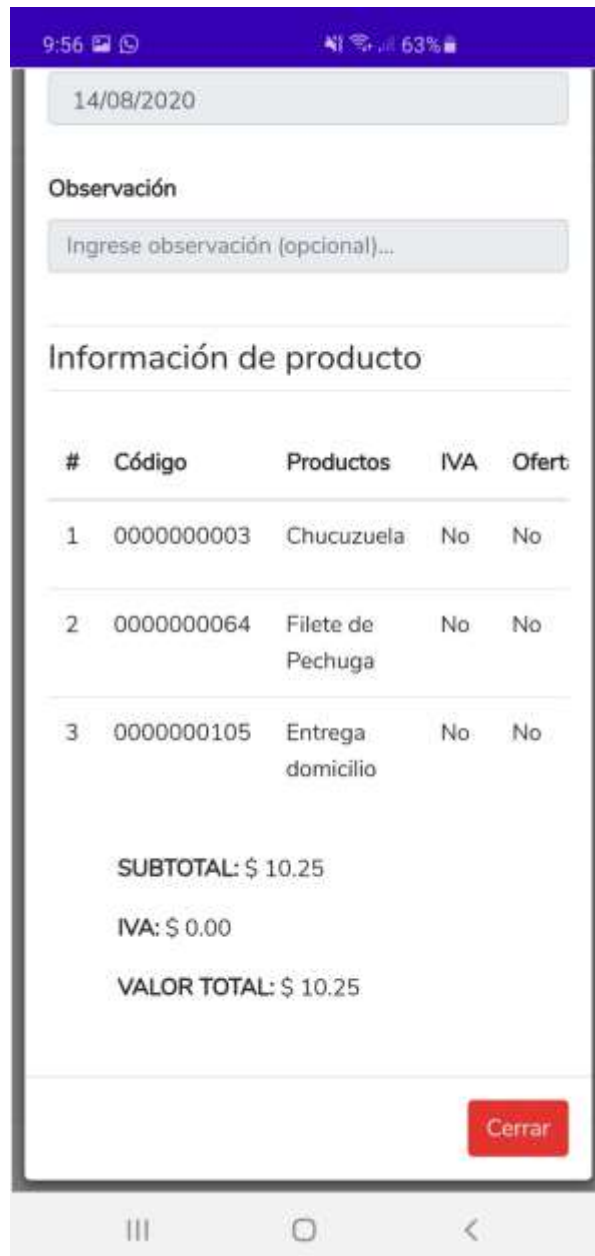 9:56 63%
14/08/2020
Observación
Ingrese observación (opcional)...
Información de producto
# Código Productos IVA Ofert
1 0000000003 Chucuzuela No No
2 0000000064 Filete de Pechuga No No
3 0000000105 Entrega domicilio No No
SUBTOTAL: $ 10.25
IVA: $ 0.00
VALOR TOTAL: $ 10.25
Cerrar